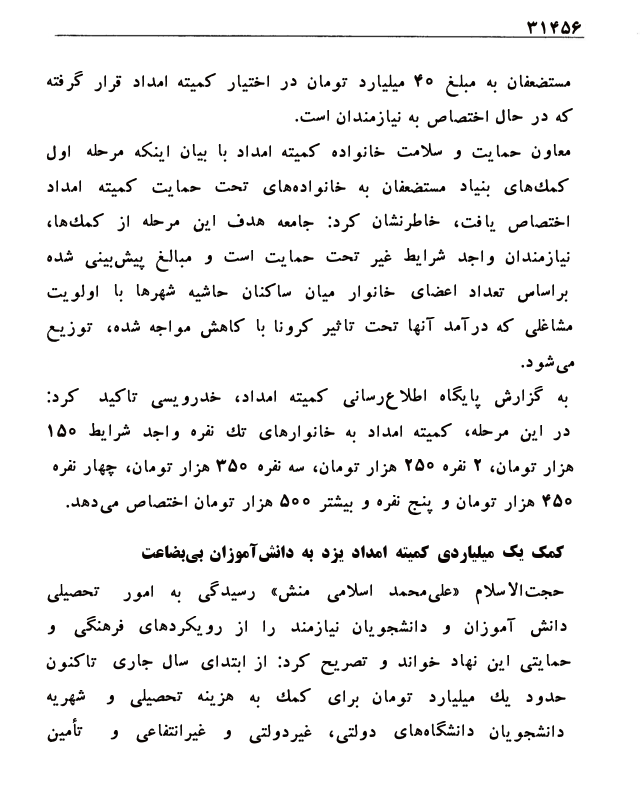 ۳۱۴۵۶
مستضعفان به مبلغ ۴۰ میلیارد تومان در اختیار کمیته امداد قرار گرفته
که در حال اختصاص به نیازمندان است.
معاون حمایت و سلامت خانواده کمیته امداد با بیان اینکه مرحله اول
کمك‌های بنیاد مستضعفان به خانواده‌های تحت حمایت کمیته امداد
اختصاص یافت، خاطرنشان کرد: جامعه هدف این مرحله از کمك‌ها،
نیازمندان واجد شرایط غیر تحت حمایت است و مبالغ پیش‌بینی شده
براساس تعداد اعضای خانوار میان ساکنان حاشیه شهرها با اولویت
مشاغلی که درآمد آنها تحت تاثیر کرونا با کاهش مواجه شده، توزیع
می‌شود.
به گزارش پایگاه اطلاع‌رسانی کمیته امداد، خدرویسی تاکید کرد:
در این مرحله، کمیته امداد به خانوارهای تك نفره واجد شرایط ۱۵۰
هزار تومان، ۲ نفره ۲۵۰ هزار تومان، سه نفره ۳۵۰ هزار تومان، چهار نفره
۴۵۰ هزار تومان و پنج نفره و بیشتر ۵۰۰ هزار تومان اختصاص می‌دهد.
کمک یک میلیاردی کمیته امداد یزد به دانش‌آموزان بی‌بضاعت
حجت‌الاسلام «علی‌محمد اسلامی منش» رسیدگی به امور تحصیلی
دانش آموزان و دانشجویان نیازمند را از رویکردهای فرهنگی و
حمایتی این نهاد خواند و تصریح کرد: از ابتدای سال جاری تاکنون
حدود یك میلیارد تومان برای کمك به هزینه تحصیلی و شهریه
دانشجویان دانشگاه‌های دولتی، غیردولتی و غیرانتفاعی و تأمین